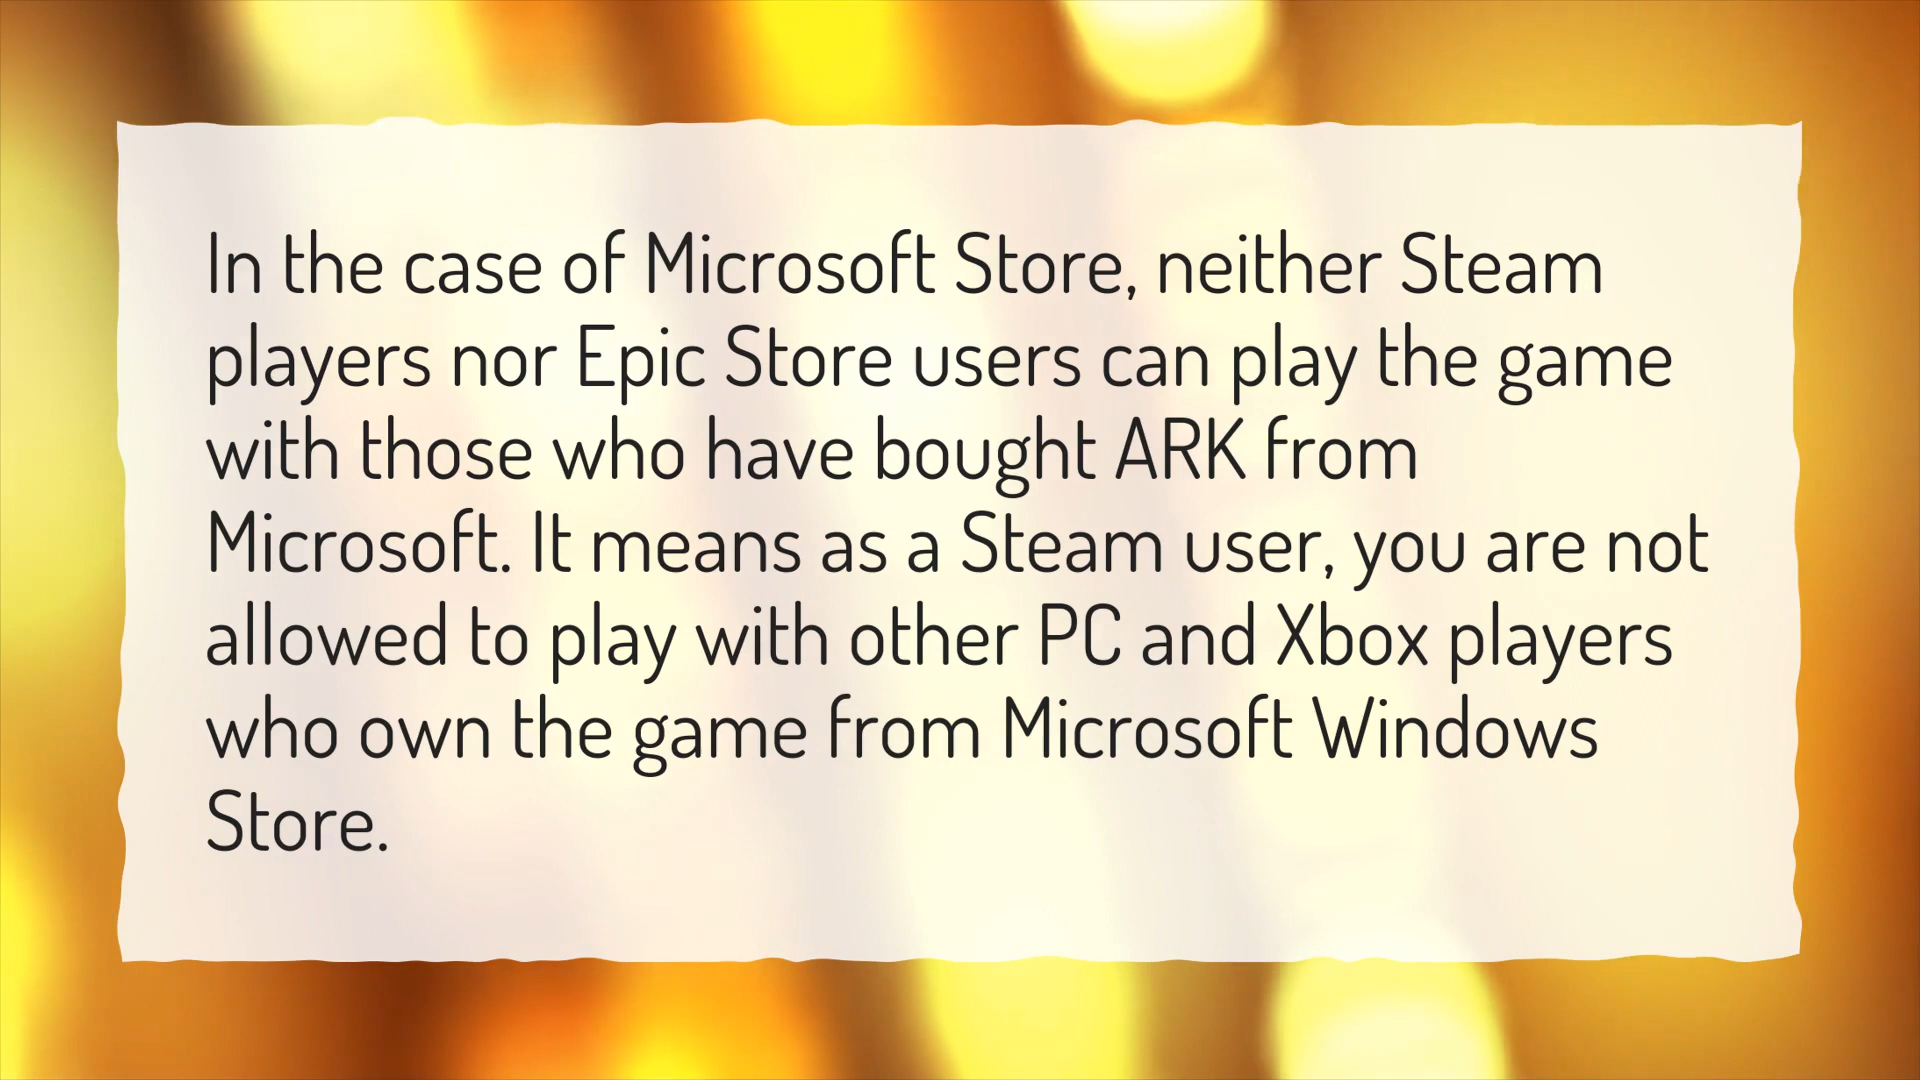 In the case of Microsoft Store, neither Steam
players nor Epic Store users can play the game
with those who have bought ARK from
Microsoft. It means as a Steam user, you are not
allowed to play with other PC and Xbox players
who own the game from Microsoft Windows
Store.